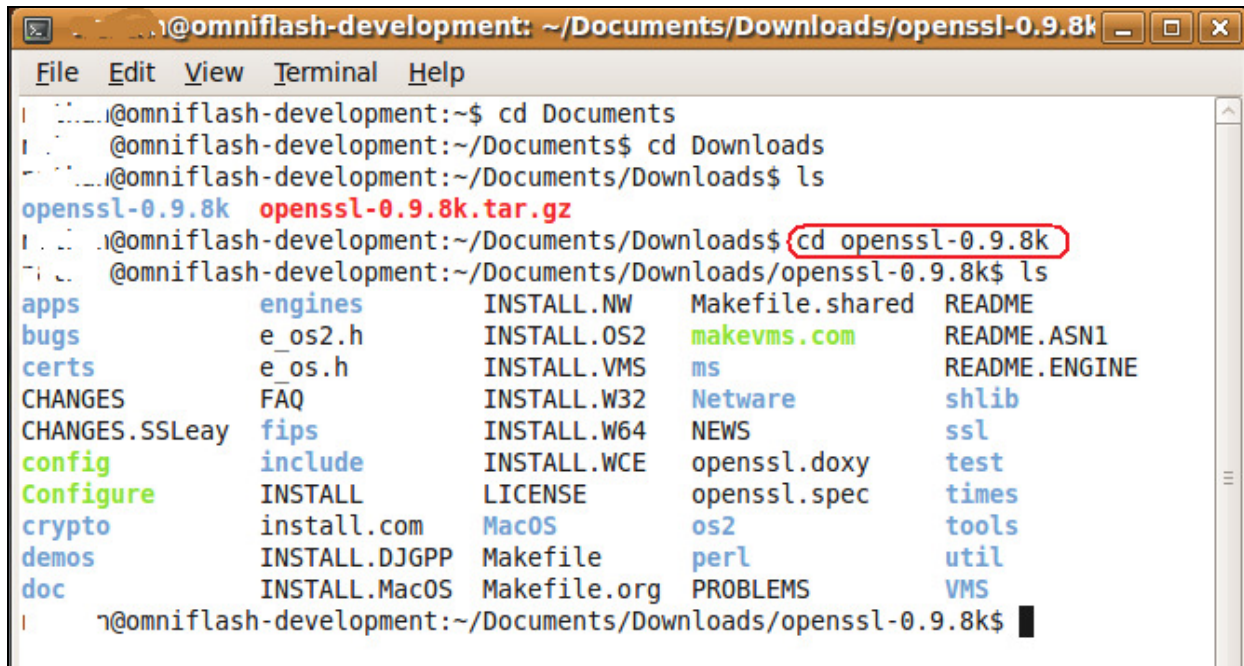 @omniflash-development: ~/Documents/Downloads/openssl-0.9.8k
File Edit View Terminal Help
@omniflash-development:~$ cd Documents
@omniflash-development:~/Documents$ cd Downloads
@omniflash-development:~/Documents/Downloads$ ls
openssl-0.9.8k openssl-0.9.8k.tar.gz
@omniflash-development:~/Documents/Downloads$ cd openssl-0.9.8k
@omniflash-development:~/Documents/Downloads/openssl-0.9.8k$ ls
apps engines INSTALL.NW Makefile.shared README
bugs e_os2.h INSTALL.OS2 makevms.com README.ASN1
certs e_os.h INSTALL.VMS ms README.ENGINE
CHANGES FAQ INSTALL.W32 Netware shlib
CHANGES.SSLeay fips INSTALL.W64 NEWS ssl
config include INSTALL.WCE openssl.doxy test
Configure INSTALL LICENSE openssl.spec times
crypto install.com MacOS os2 tools
demos INSTALL.DJGPP Makefile perl util
doc INSTALL.MacOS Makefile.org PROBLEMS VMS
@omniflash-development:~/Documents/Downloads/openssl-0.9.8k$